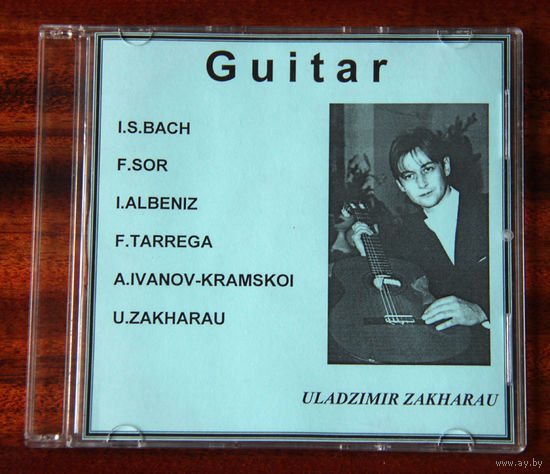 Guitar
I.S.BACH
F.SOR
I.ALBENIZ
F.TARREGA
A.IVANOV-KRAMSKOI
U.ZAKHARAU
ULADZIMIR ZAKHARAU
www.ay.by